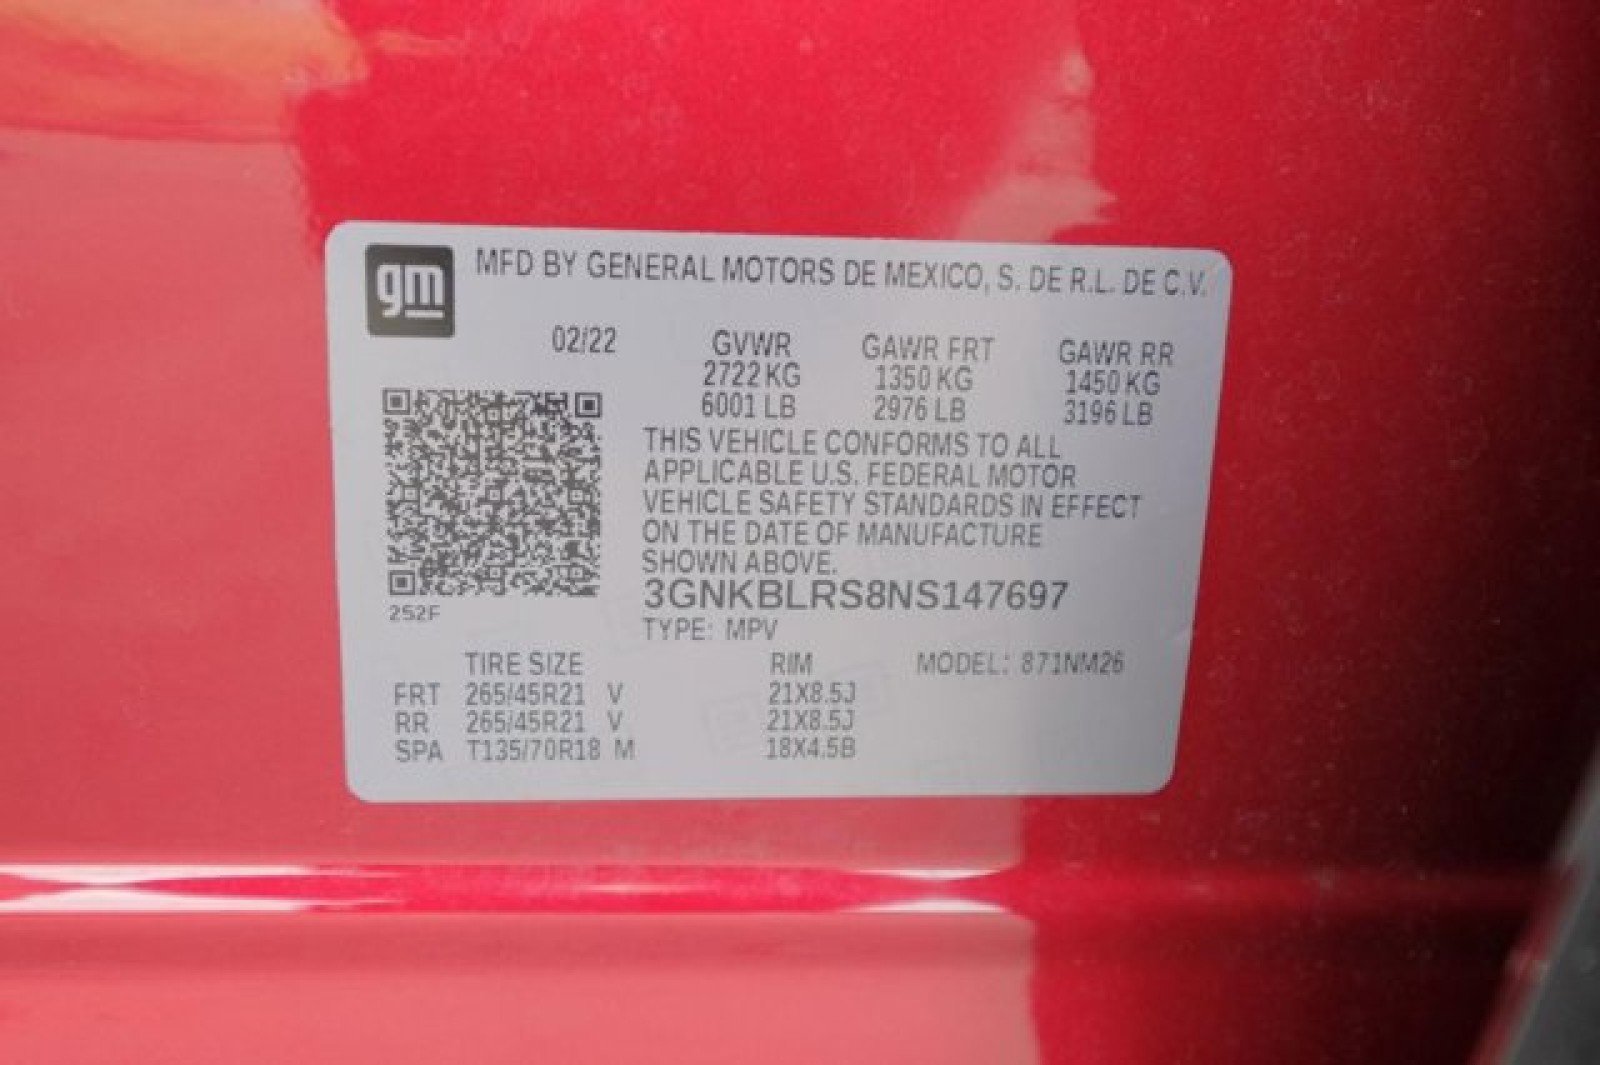 gm MFD BY GENERAL MOTORS DE MEXICO, S. DE R.L. DE C.V.
02/22 GVWR GAWR FRT GAWR RR
2722 KG 1350 KG 1450 KG
6001 LB 2976 LB 3196 LB
THIS VEHICLE CONFORMS TO ALL
APPLICABLE U.S. FEDERAL MOTOR
VEHICLE SAFETY STANDARDS IN EFFECT
ON THE DATE OF MANUFACTURE
SHOWN ABOVE.
3GNKBLRS8NS147697
252F
TYPE: MPV
TIRE SIZE RIM MODEL: 871NM26
FRT 265/45R21 V 21X8.5J
RR 265/45R21 V 21X8.5J
SPA T135/70R18 M 18X4.5B